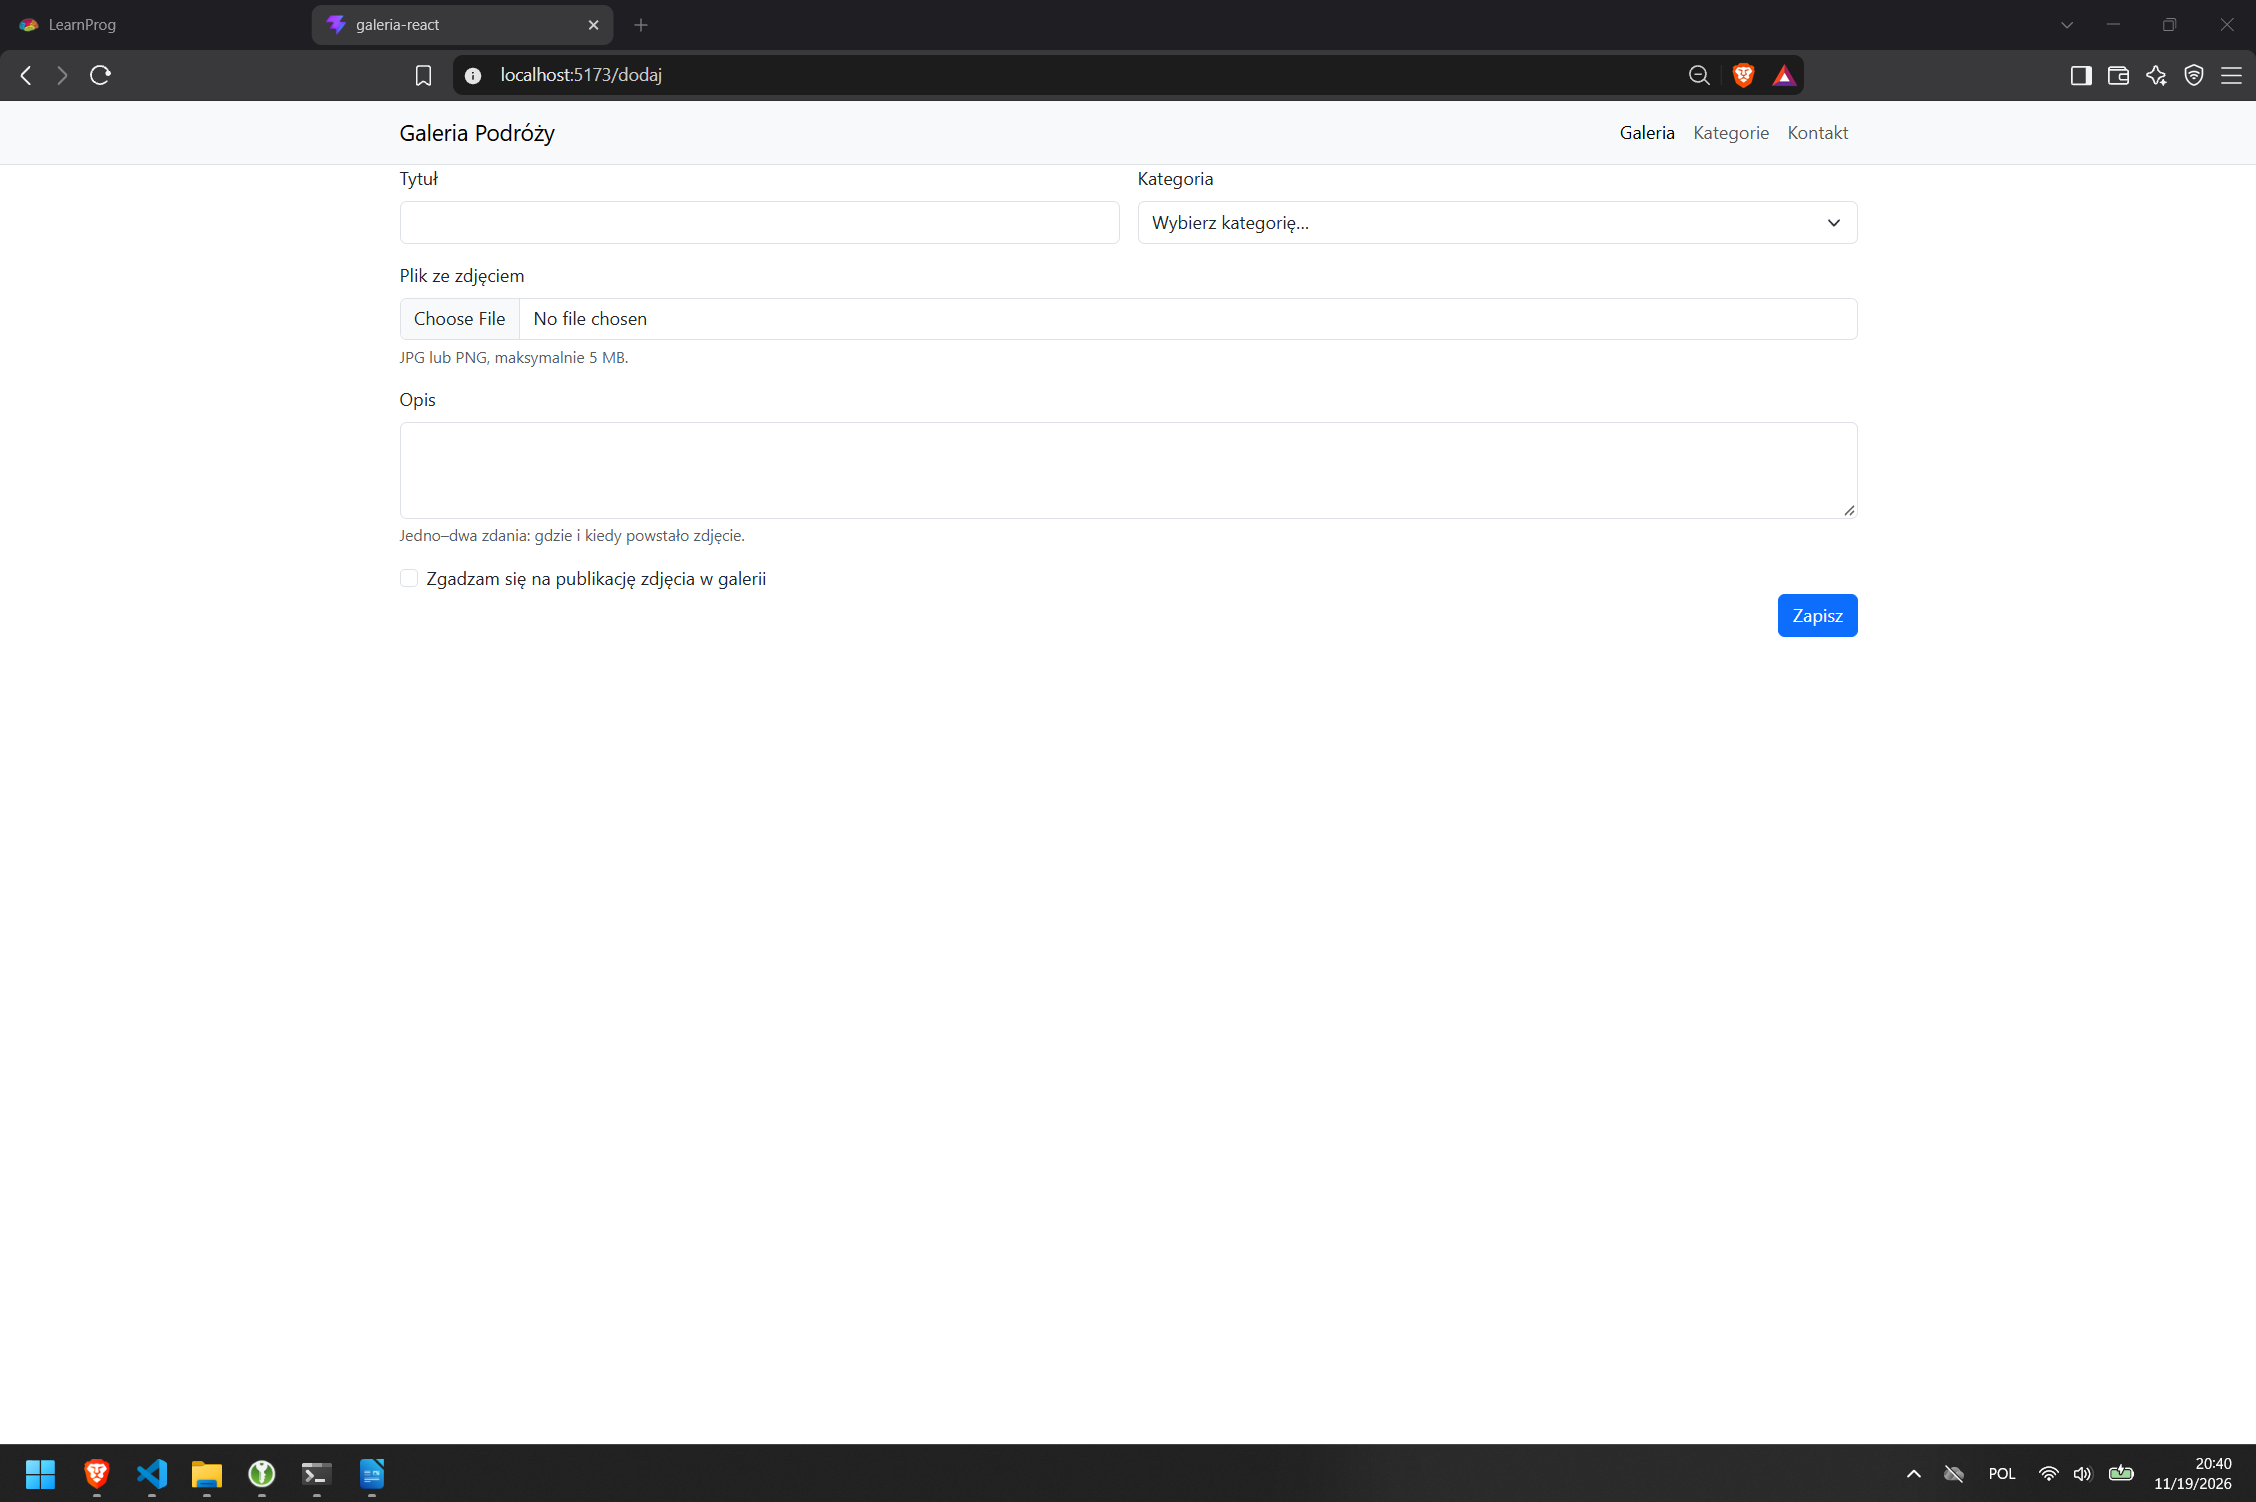 LearnProg
galeria-react
localhost:5173/dodaj
Galeria Podróży
Galeria Kategorie Kontakt
Tytuł
Kategoria
Wybierz kategorię...
Plik ze zdjęciem
Choose File No file chosen
JPG lub PNG, maksymalnie 5 MB.
Opis
Jedno–dwa zdania: gdzie i kiedy powstało zdjęcie.
Zgadzam się na publikację zdjęcia w galerii
Zapisz
POL
20:40
11/19/2026